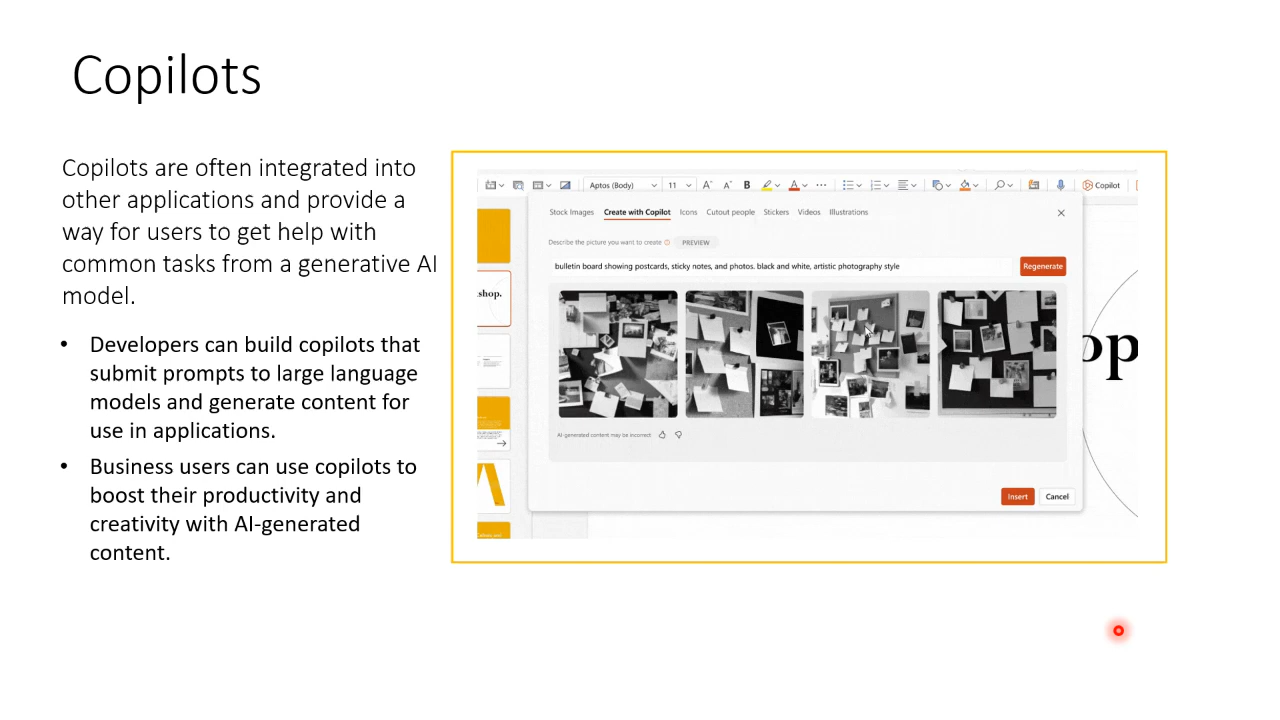 Copilots
Copilots are often integrated into
other applications and provide a
way for users to get help with
common tasks from a generative AI
model.
• Developers can build copilots that
submit prompts to large language
models and generate content for
use in applications.
• Business users can use copilots to
boost their productivity and
creativity with AI-generated
content.
Aptos (Body) 11 A A B A ... Copilot
Stock Images Create with Copilot Icons Cutout people Stickers Videos Illustrations
Describe the picture you want to create PREVIEW
bulletin board showing postcards, sticky notes, and photos. black and white, artistic photography style
Regenerate
shop.
op
AI-generated content may be incorrect
Insert Cancel